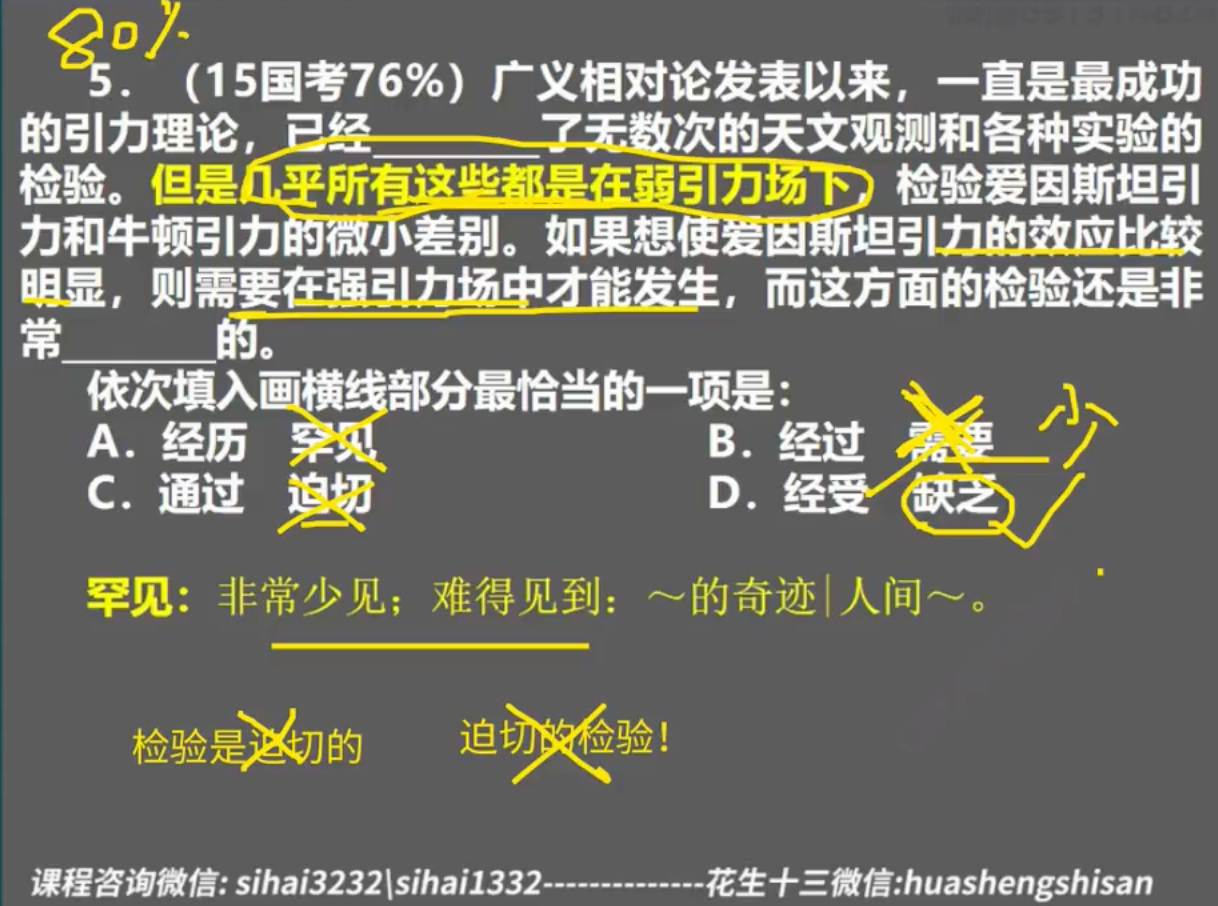 80%
5.（15国考76%）广义相对论发表以来，一直是最成功
的引力理论，已经________了无数次的天文观测和各种实验的
检验。但是几乎所有这些都是在弱引力场下，检验爱因斯坦引
力和牛顿引力的微小差别。如果想使爱因斯坦引力的效应比较
明显，则需要在强引力场中才能发生，而这方面的检验还是非
常_______的。
依次填入画横线部分最恰当的一项是：
A．经历 罕见 B．经过 需要 少
C．通过 迫切 D．经受 缺乏
罕见：非常少见；难得见到：～的奇迹|人间～。
检验是迫切的 迫切的检验！
课程咨询微信: sihai3232\sihai1332--------------花生十三微信:huashengshisan